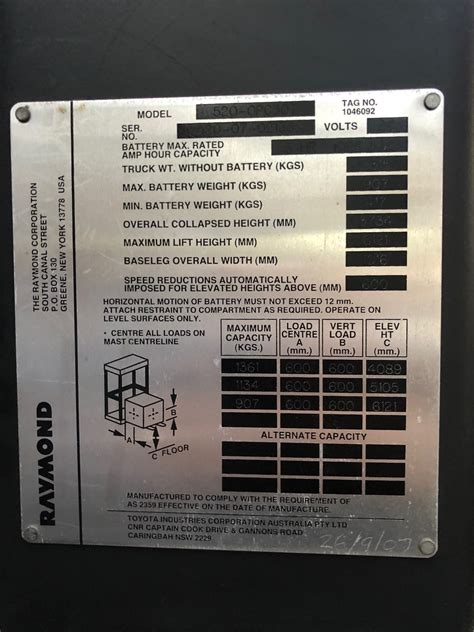 MODEL
TAG NO.
1046092
SER.
NO.
VOLTS
BATTERY MAX. RATED
AMP HOUR CAPACITY
TRUCK WT. WITHOUT BATTERY (KGS)
MAX. BATTERY WEIGHT (KGS)
MIN. BATTERY WEIGHT (KGS)
OVERALL COLLAPSED HEIGHT (MM)
MAXIMUM LIFT HEIGHT (MM)
BASELEG OVERALL WIDTH (MM)
SPEED REDUCTIONS AUTOMATICALLY
IMPOSED FOR ELEVATED HEIGHTS ABOVE (MM) 600
HORIZONTAL MOTION OF BATTERY MUST NOT EXCEED 12 mm.
ATTACH RESTRAINT TO COMPARTMENT AS REQUIRED. OPERATE ON
LEVEL SURFACES ONLY.
• CENTRE ALL LOADS ON
MAST CENTRELINE
MAXIMUM CAPACITY (KGS.) LOAD CENTRE A (mm.) VERT LOAD B (mm.) ELEV HT C (mm.)
1361 600 600 4089
1134 600 600 5105
907 600 600 6121
A
B
C FLOOR
ALTERNATE CAPACITY
MANUFACTURED TO COMPLY WITH THE REQUIREMENT OF
AS 2359 EFFECTIVE ON THE DATE OF MANUFACTURE.
TOYOTA INDUSTRIES CORPORATION AUSTRALIA PTY LTD
CNR CAPTAIN COOK DRIVE & GANNONS ROAD
CARINGBAH NSW 2229
26/9/07
THE RAYMOND CORPORATION
SOUTH CANAL STREET
P.O. BOX 130
GREENE, NEW YORK 13778 USA
RAYMOND